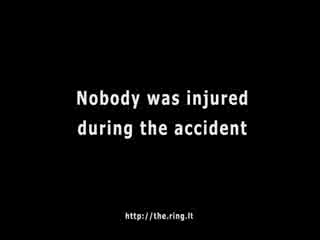 Nobody was injured
during the accident
http://the.ring.lt